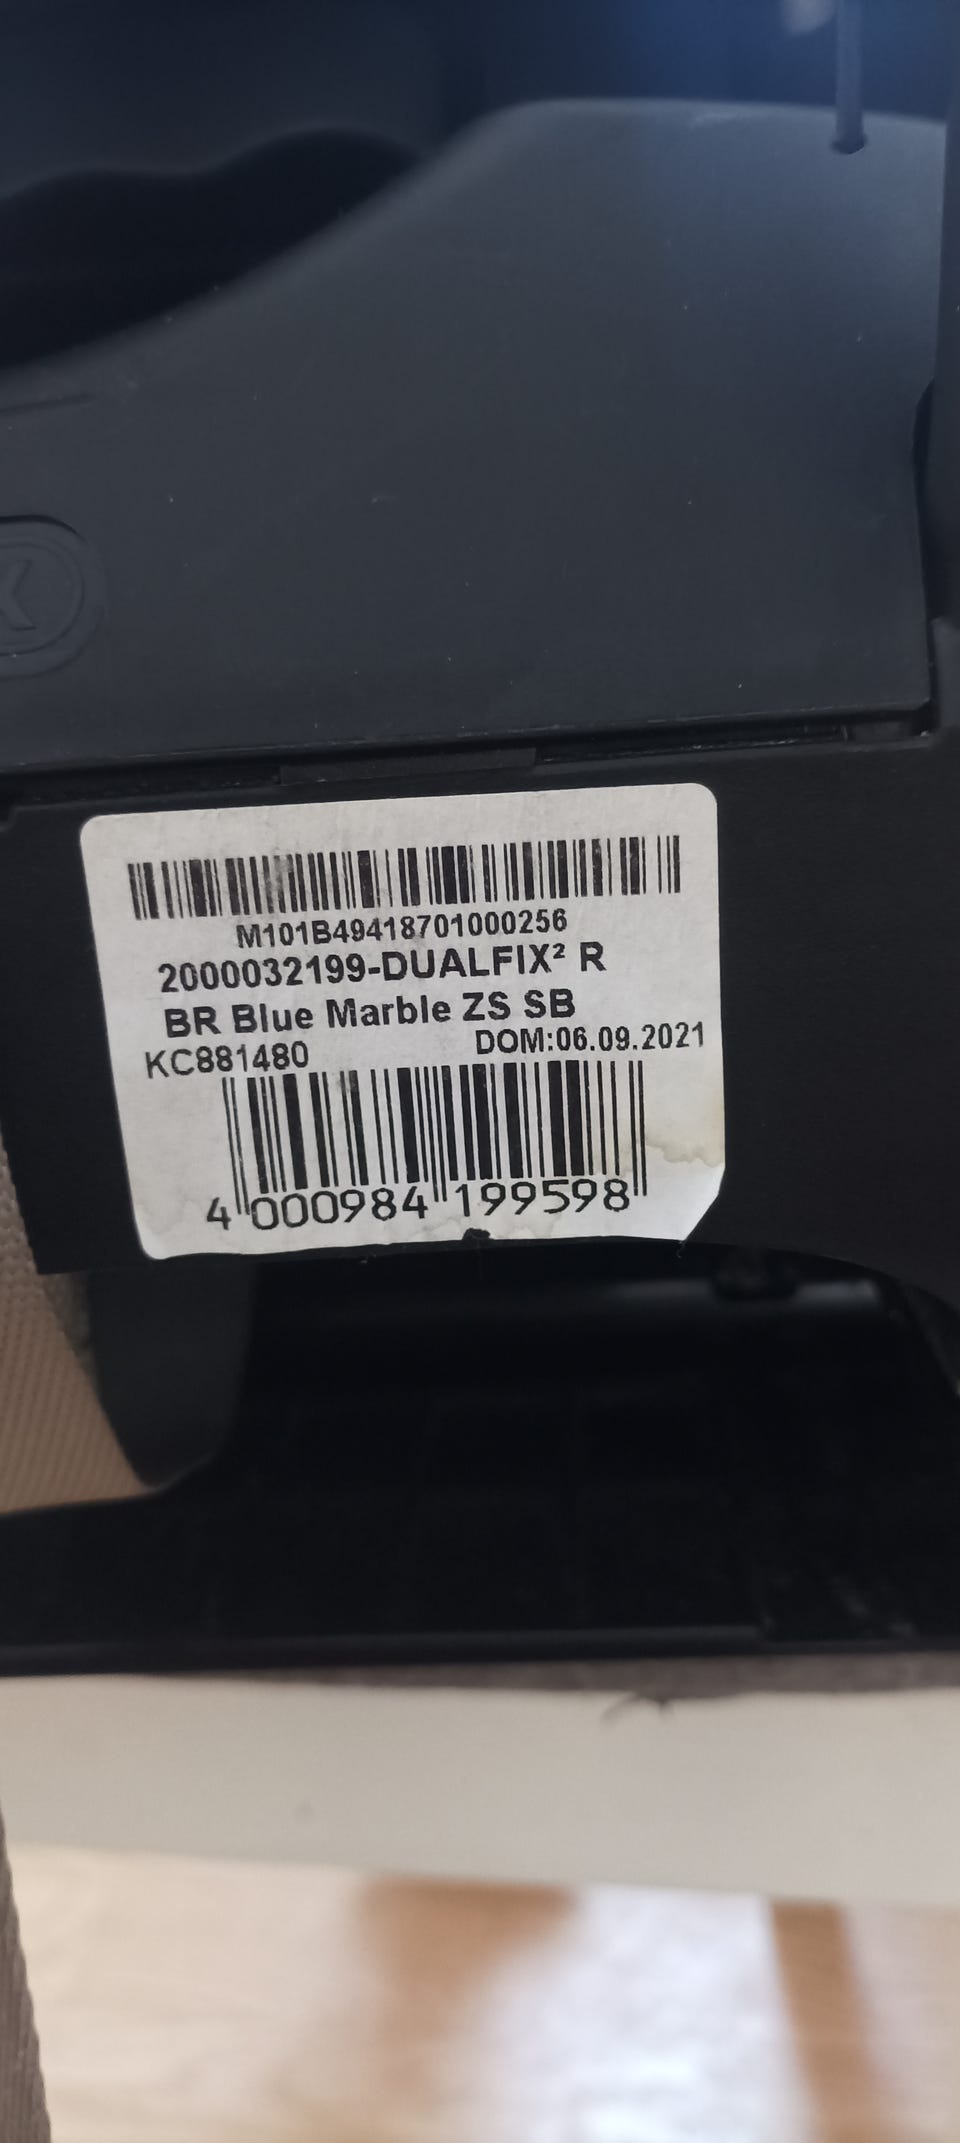 M101B49418701000256
2000032199-DUALFIX² R
BR Blue Marble ZS SB
KC881480 DOM:06.09.2021
4 000984 199598